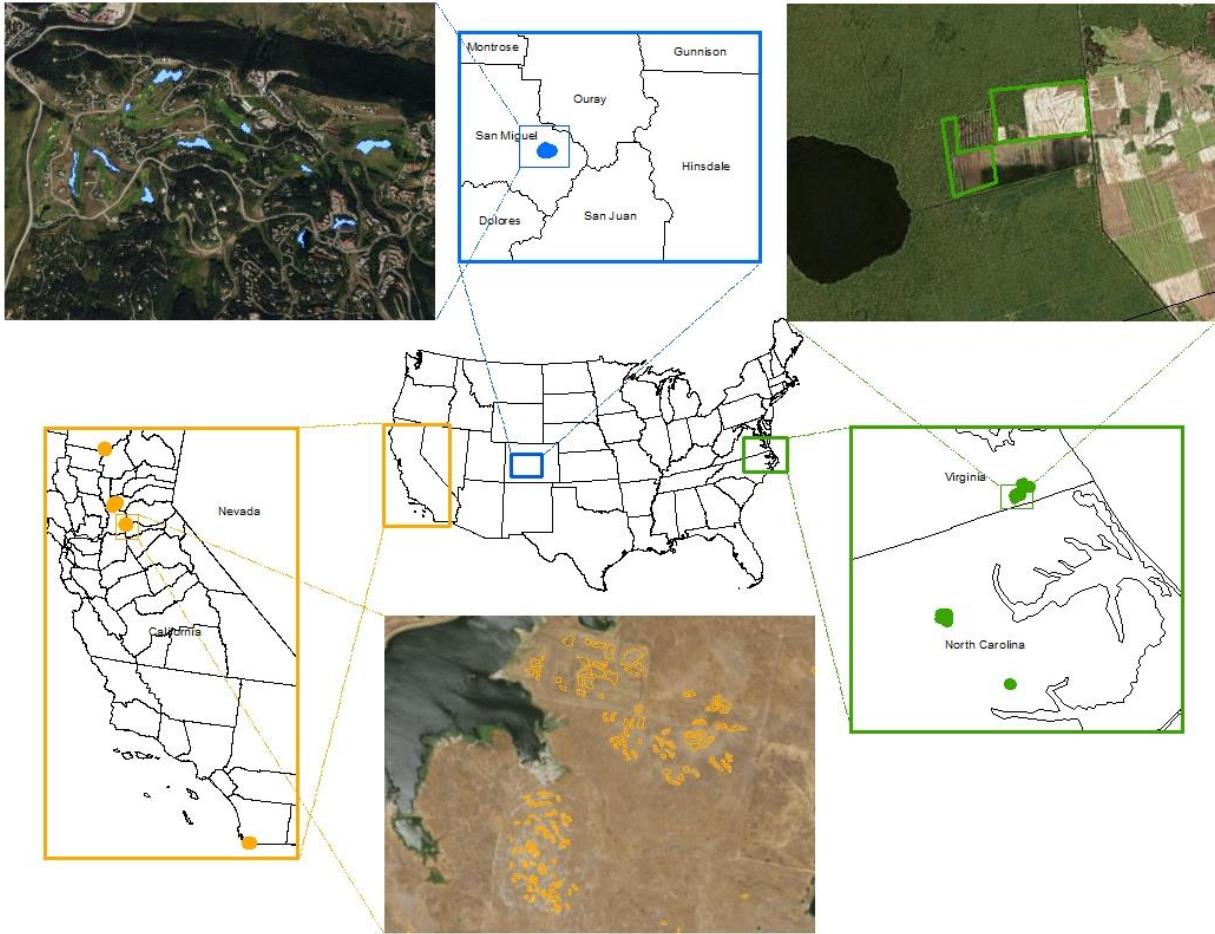 Montrose
Gunnison
Ouray
San Miguel
Hinsdale
Dolores
San Juan
Nevada
California
Virginia
North Carolina